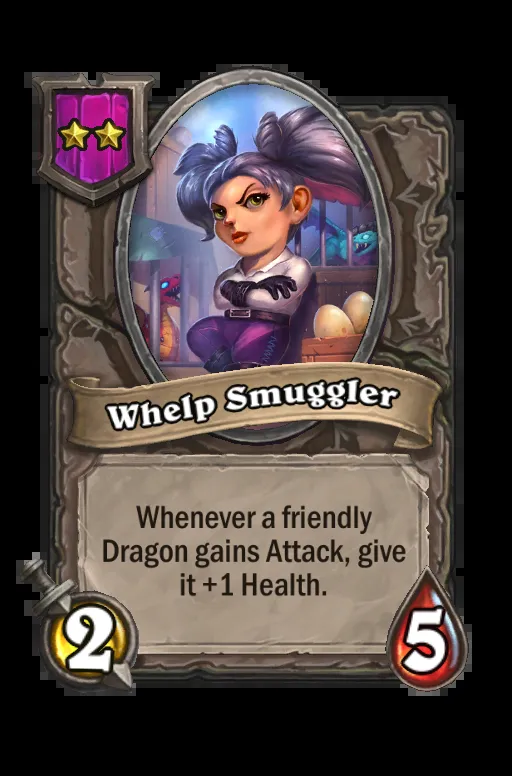 Whelp Smuggler
Whenever a friendly
Dragon gains Attack, give
it +1 Health.
2
5